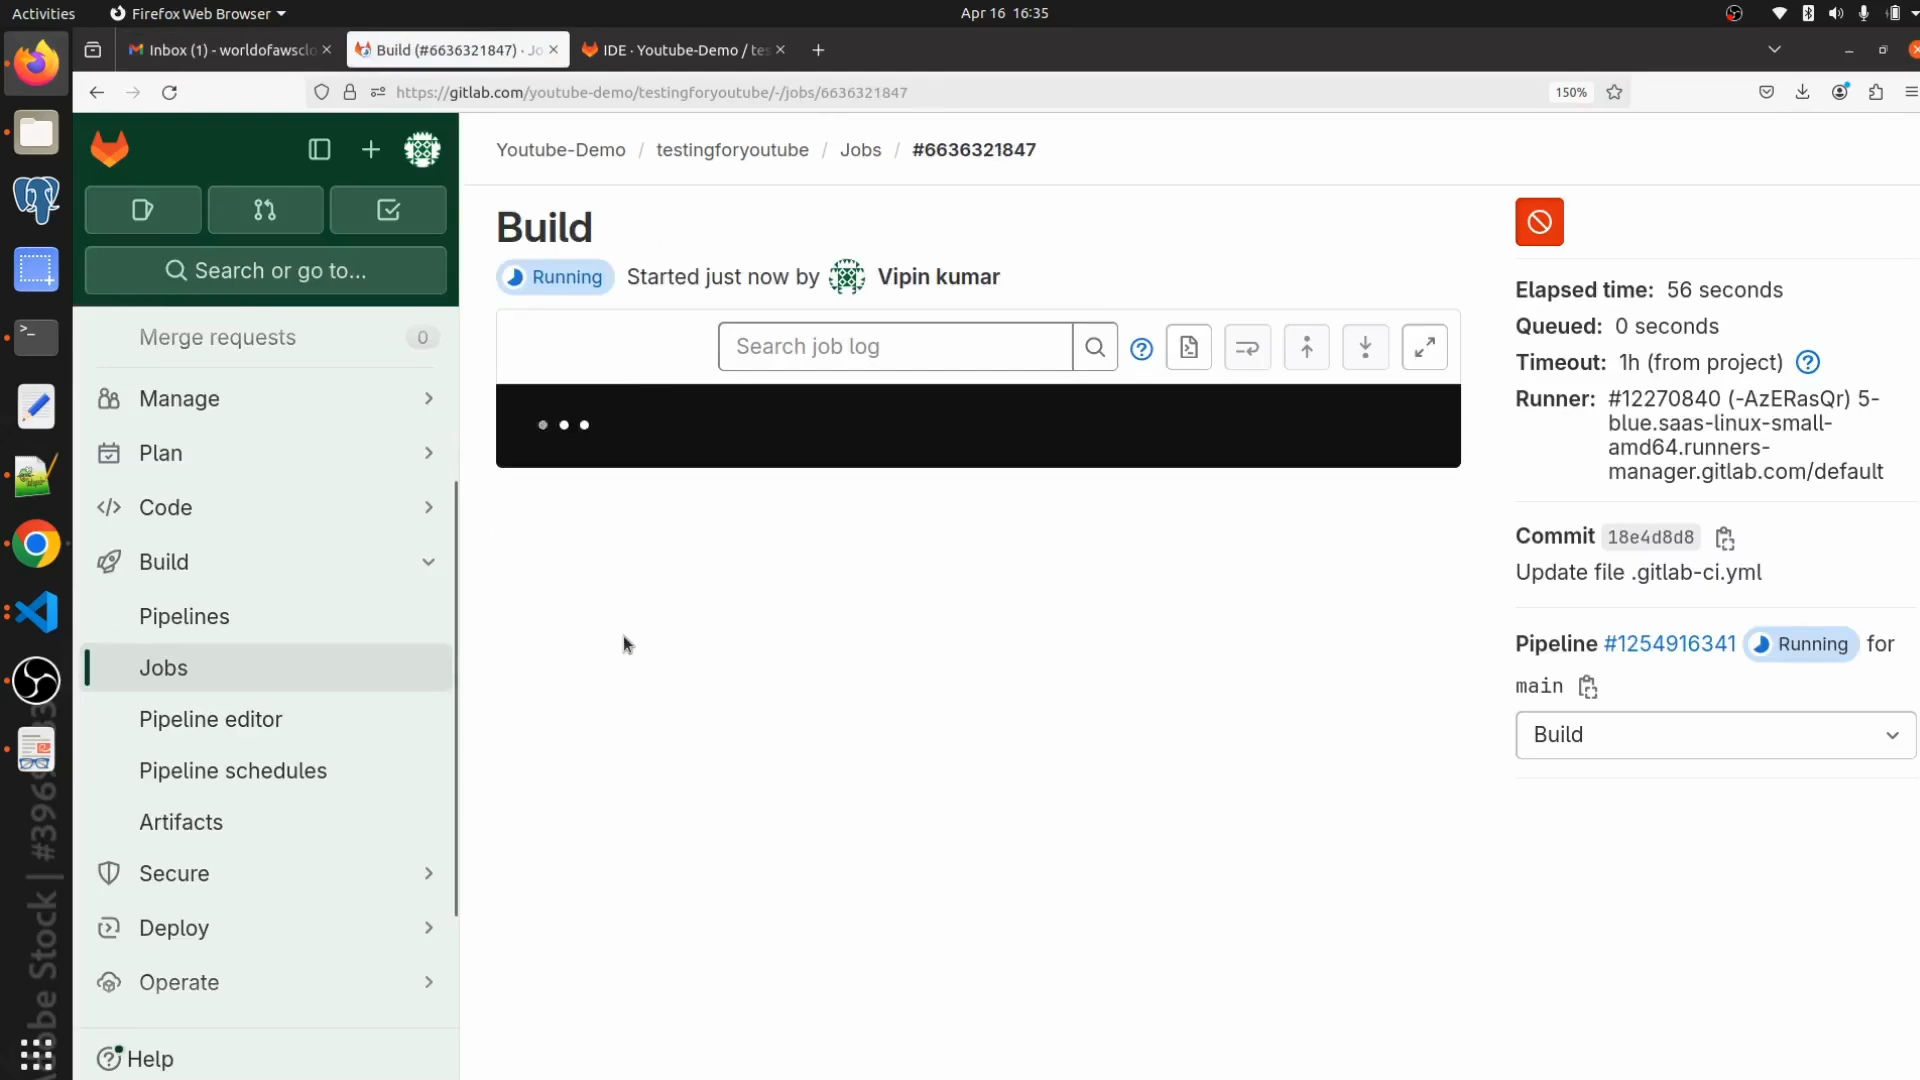 Activities
Firefox Web Browser
Apr 16 16:35
Inbox (1) - worldofawsclo
Build (#6636321847) · Jo
IDE · Youtube-Demo / tes
https://gitlab.com/youtube-demo/testingforyoutube/-/jobs/6636321847
150%
Search or go to...
Merge requests
0
Manage
Plan
Code
Build
Pipelines
Jobs
Pipeline editor
Pipeline schedules
Artifacts
Secure
Deploy
Operate
Help
Youtube-Demo / testingforyoutube / Jobs / #6636321847
Build
Running Started just now by Vipin kumar
Search job log
Elapsed time: 56 seconds
Queued: 0 seconds
Timeout: 1h (from project)
Runner: #12270840 (-AzERasQr) 5-
blue.saas-linux-small-
amd64.runners-
manager.gitlab.com/default
Commit 18e4d8d8
Update file .gitlab-ci.yml
Pipeline #1254916341 Running for
main
Build